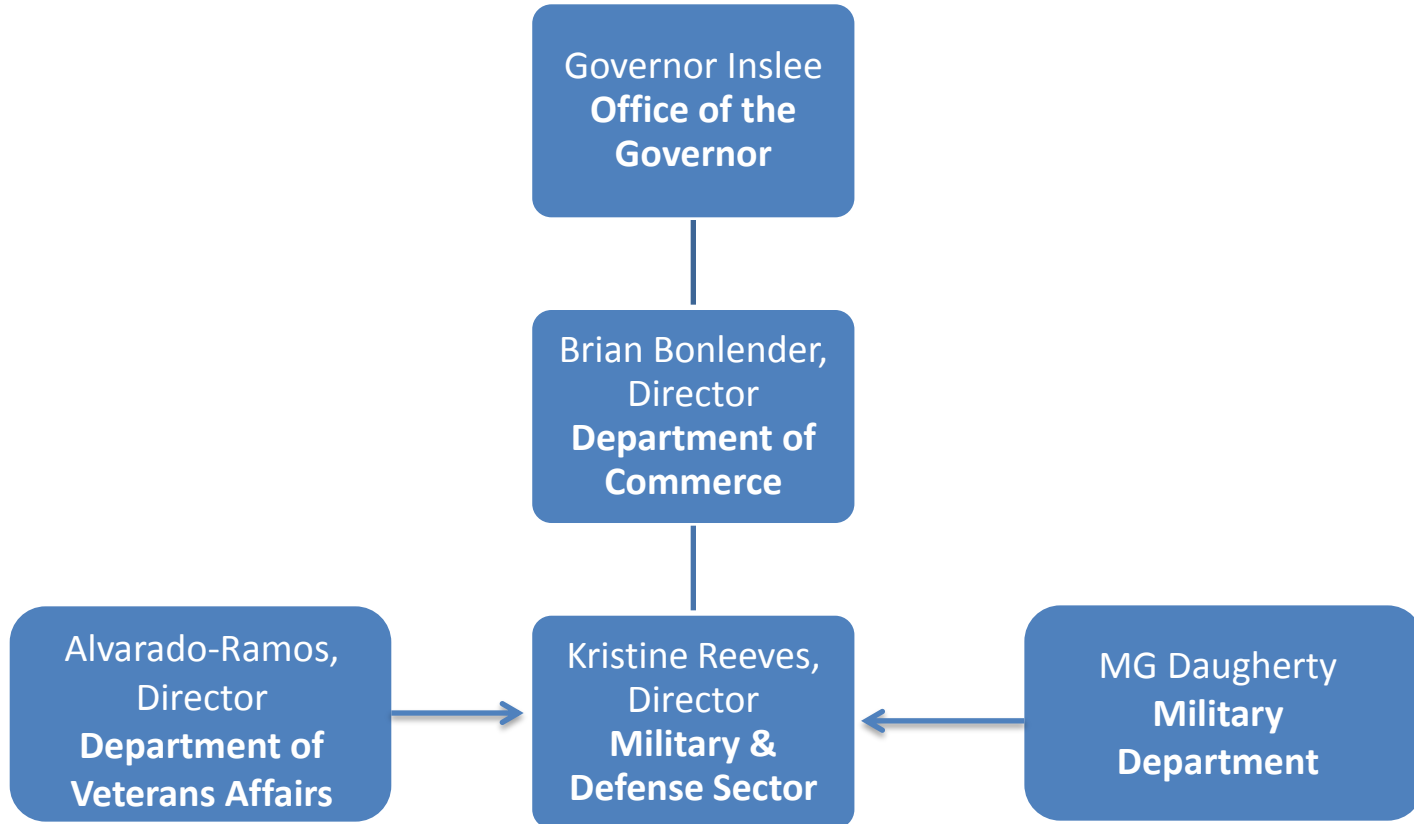 Governor Inslee
Office of the
Governor
Brian Bonlender,
Director
Department of
Commerce
Alvarado-Ramos,
Director
Department of
Veterans Affairs
Kristine Reeves,
Director
Military &
Defense Sector
MG Daugherty
Military
Department